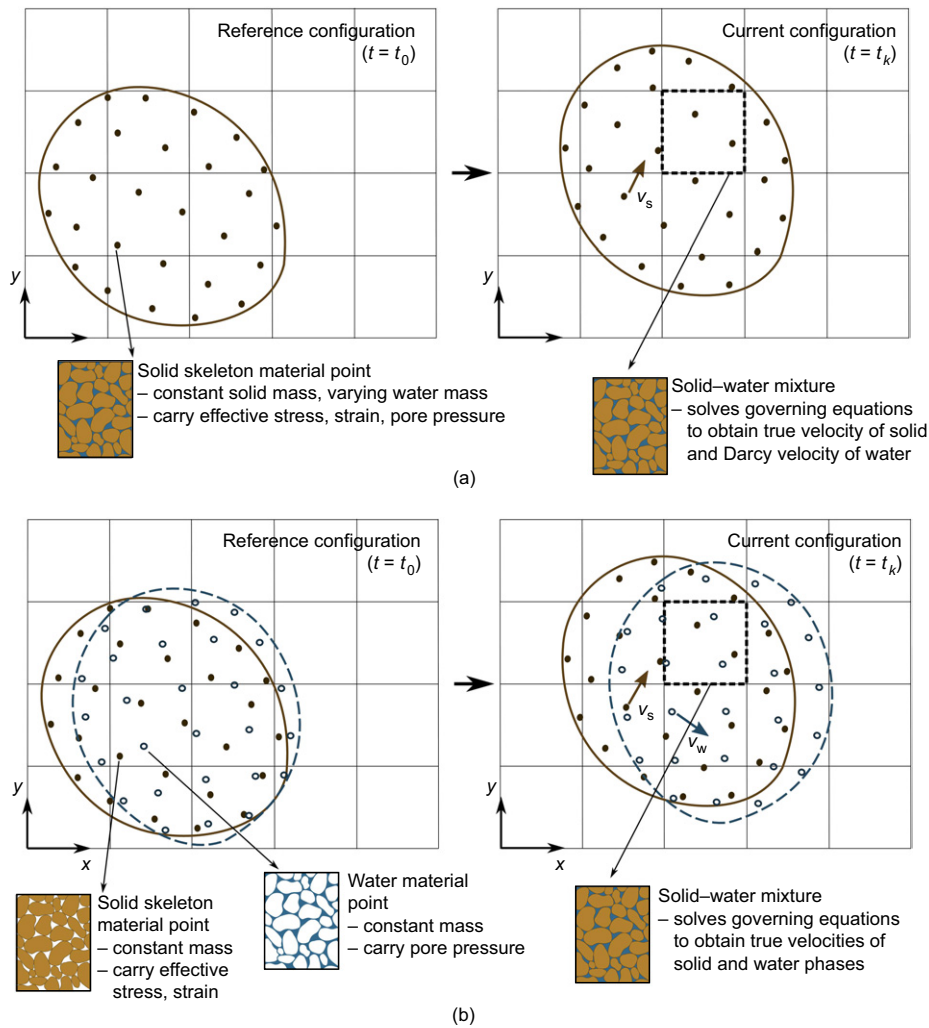 Reference configuration
(t = t0)
Current configuration
(t = tk)
vs
y
y
Solid skeleton material point
– constant solid mass, varying water mass
– carry effective stress, strain, pore pressure
Solid–water mixture
– solves governing equations
to obtain true velocity of solid
and Darcy velocity of water
(a)
Reference configuration
(t = t0)
Current configuration
(t = tk)
vs
vw
y
y
x
x
Solid skeleton
material point
– constant mass
– carry effective
stress, strain
Water material
point
– constant mass
– carry pore pressure
Solid–water mixture
– solves governing equations
to obtain true velocities of
solid and water phases
(b)